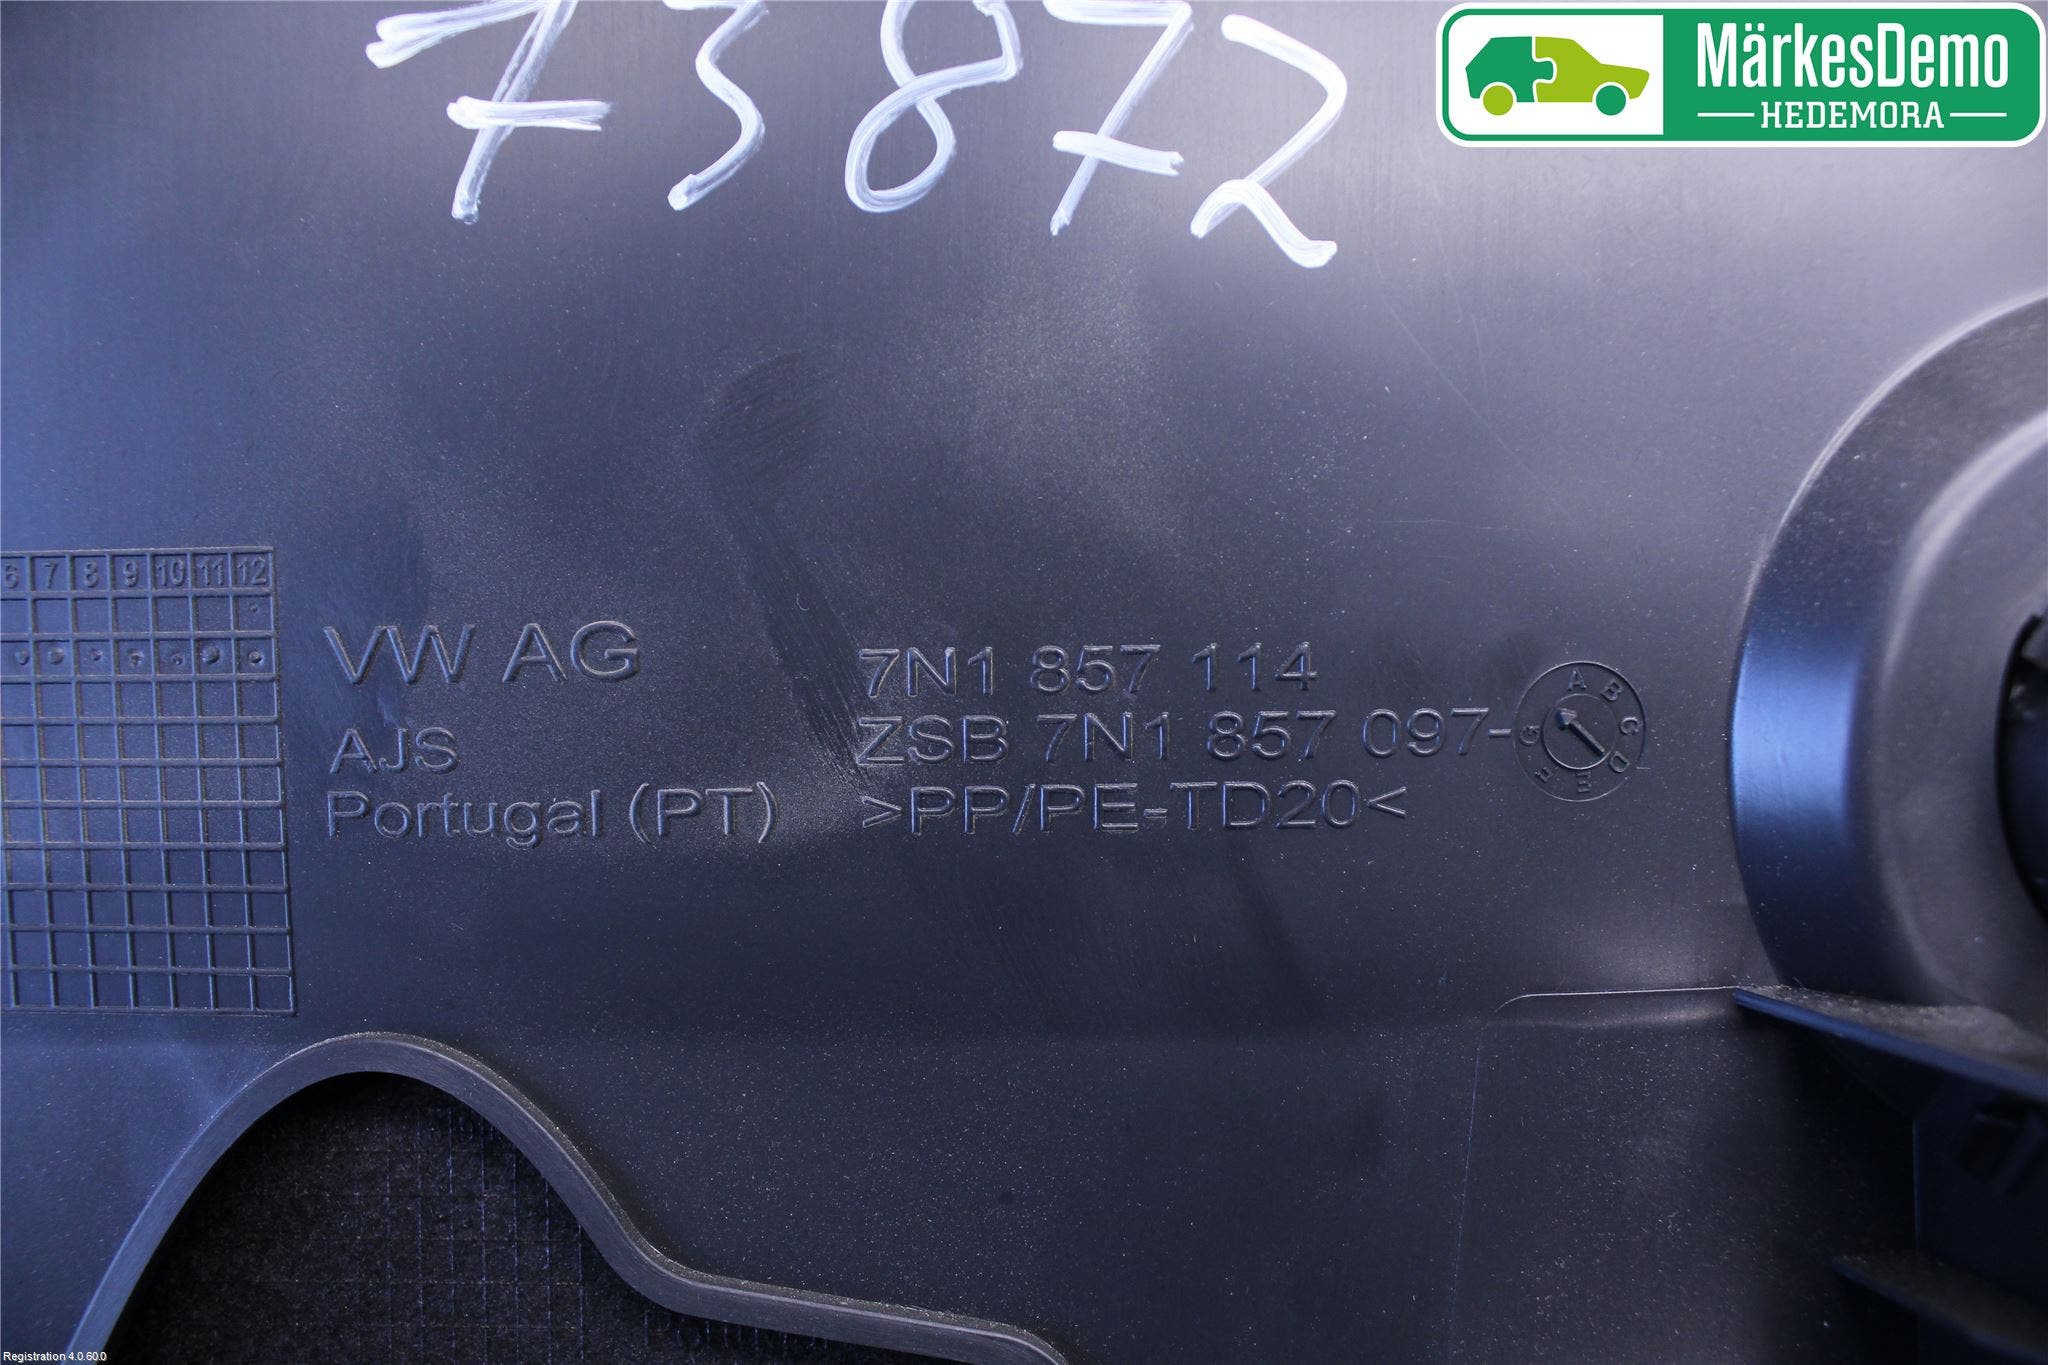 73872
MärkesDemo
HEDEMORA
6 7 8 9 10 11 12
VW AG
AJS
Portugal (PT)
7N1 857 114
ZSB 7N1 857 097-
>PP/PE-TD20<
A B C D E F G
Registration 4.0.60.0